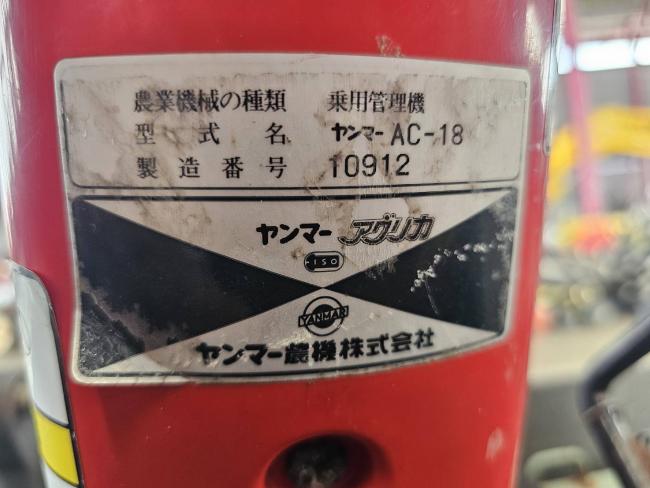 農業機械の種類 乗用管理機
型式名 ヤンマー AC-18
製造番号 10912
ヤンマー アグリカ
ISO
YANMAR
ヤンマー農機株式会社